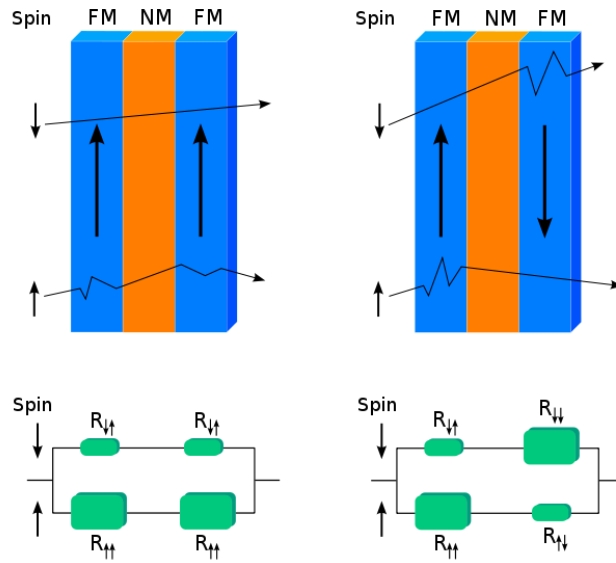 Spin FM NM FM
Spin FM NM FM
Spin
R↓↑ R↓↑
R↑↑ R↑↑
Spin
R↓↑ R↓↓
R↑↑ R↑↓